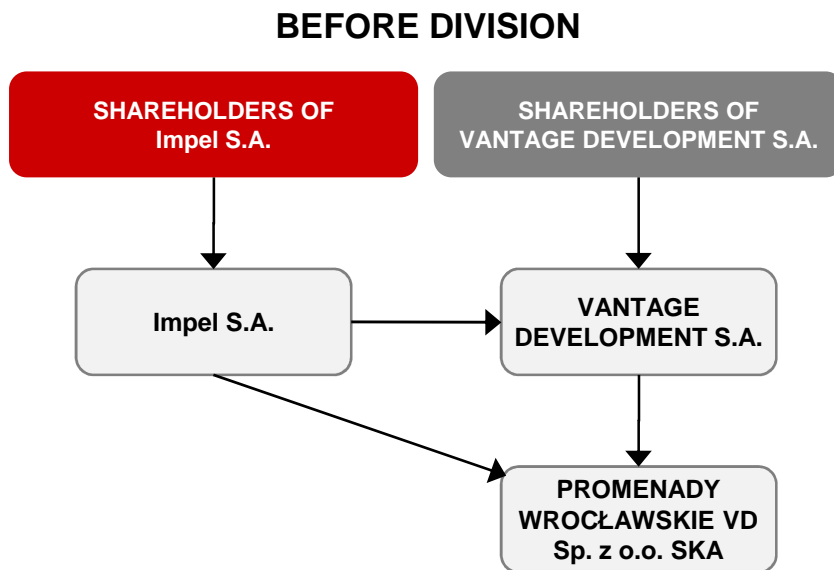 BEFORE DIVISION
SHAREHOLDERS OF
Impel S.A.
SHAREHOLDERS OF
VANTAGE DEVELOPMENT S.A.
Impel S.A.
VANTAGE
DEVELOPMENT S.A.
PROMENADY
WROCŁAWSKIE VD
Sp. z o.o. SKA